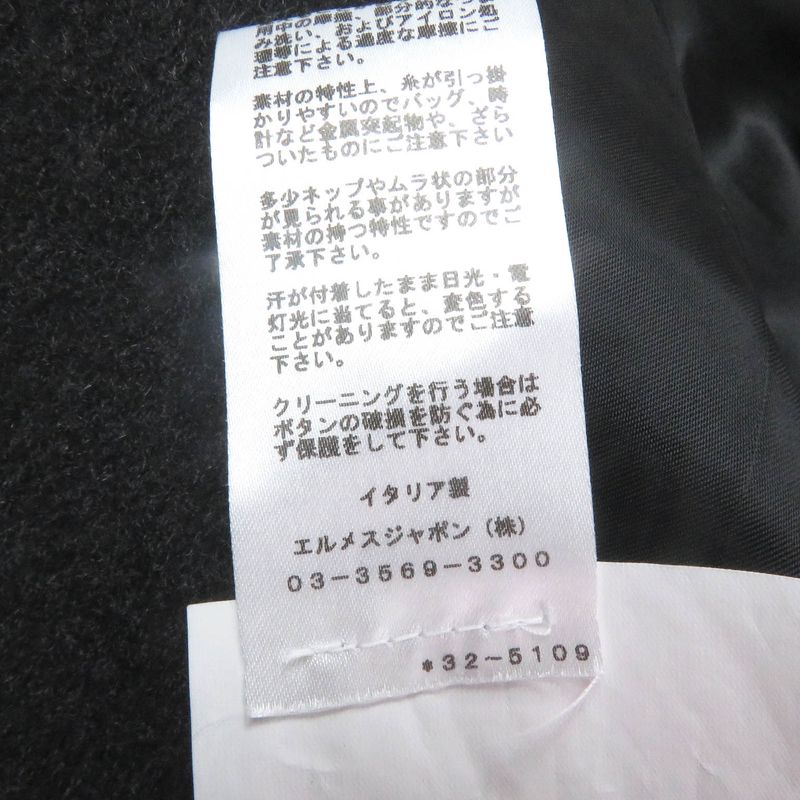 用中の摩擦、部分的なつま
み洗い、およびアイロン処
理等による過度な摩擦にご
注意下さい。
素材の特性上、糸が引っ掛
かりやすいのでバッグ、時
計など金属突起物や、ざら
ついたものにご注意下さい
多少ネップやムラ状の部分
が見られる事がありますが
素材の持つ特性ですのでご
了承下さい。
汗が付着したまま日光・電
灯光に当てると、変色する
ことがありますのでご注意
下さい。
クリーニングを行う場合は
ボタンの破損を防ぐ為に必
ず保護をして下さい。
イタリア製
エルメスジャポン（株）
03-3569-3300
*32-5109